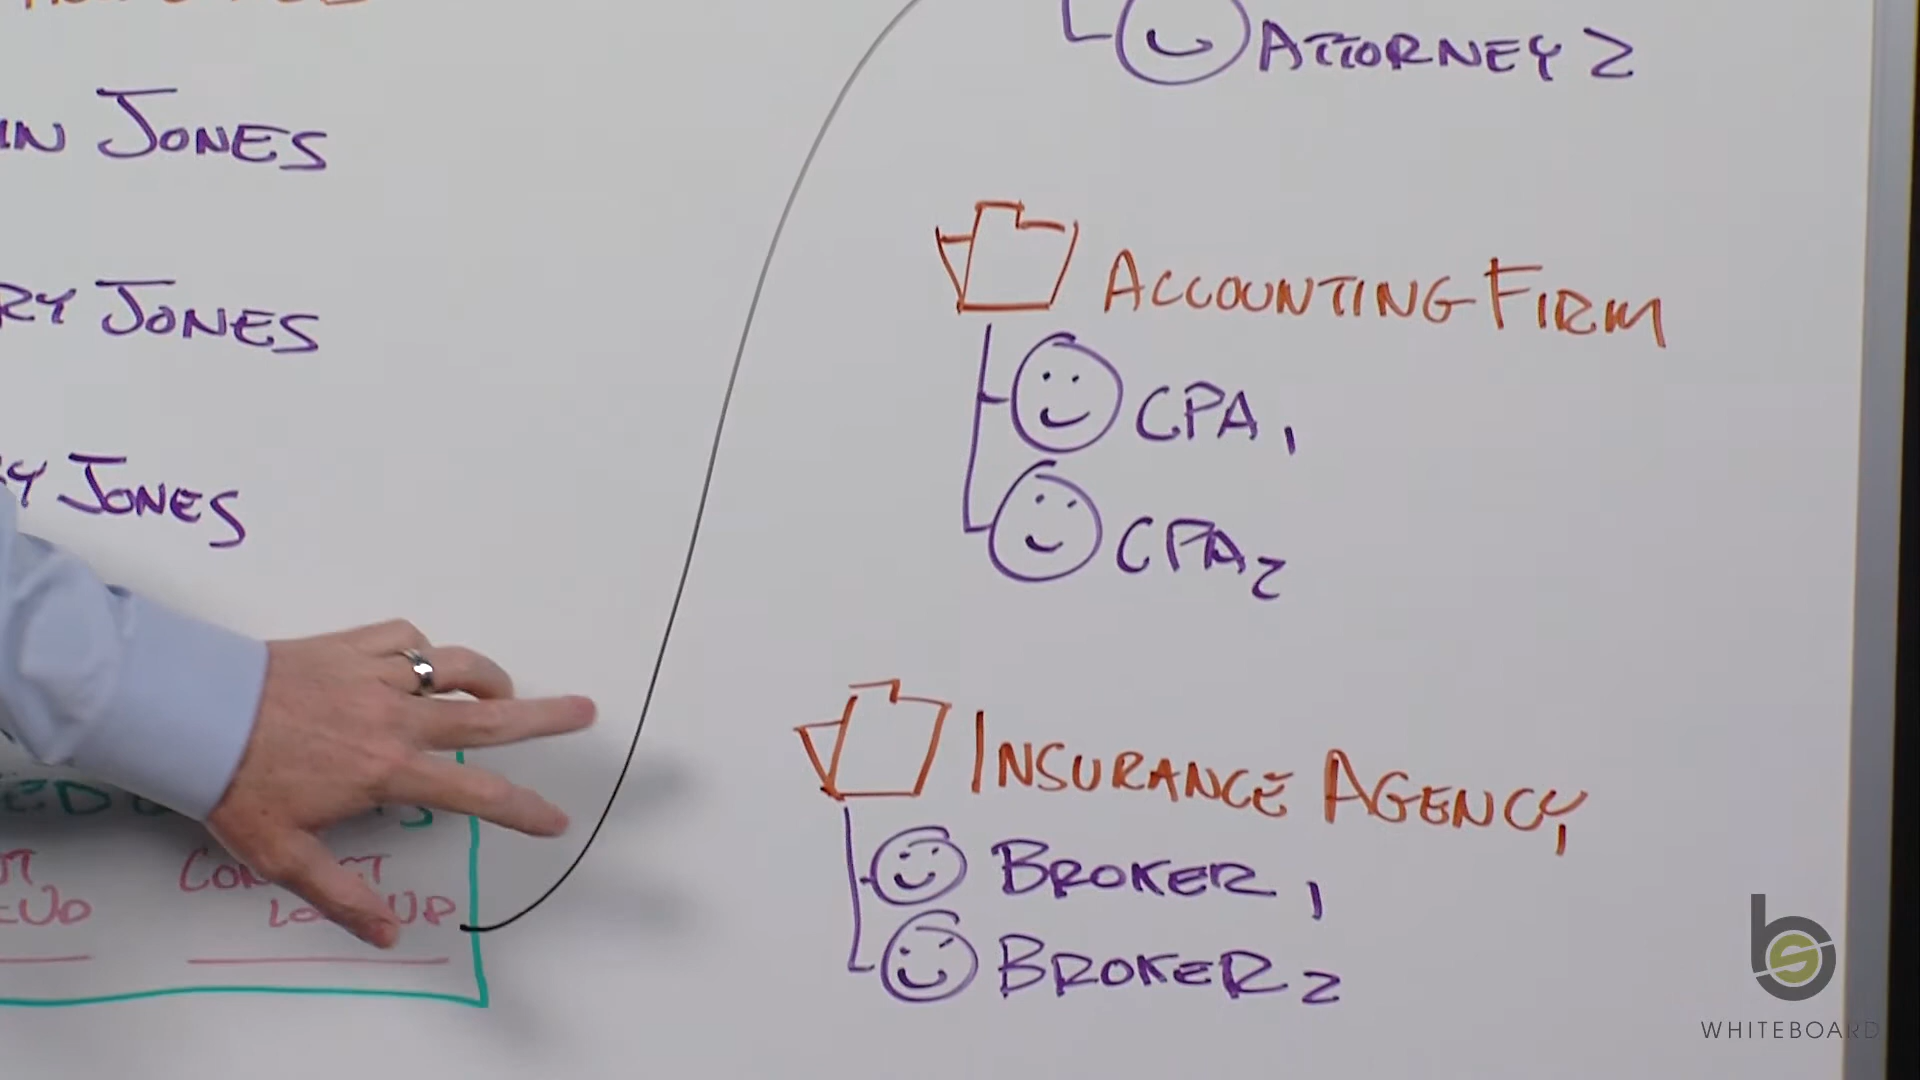 ATTORNEY 2
JONES
JONES
JONES
ACCOUNTING FIRM
CPA 1
CPA 2
INSURANCE AGENCY
BROKER 1
BROKER 2
WHITEBOARD